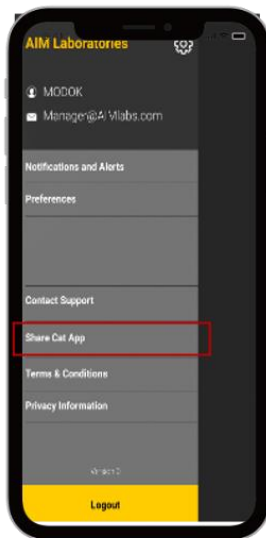 AIM Laboratories
MODOK
Manager@AIMlabs.com
Notifications and Alerts
Preferences
Contact Support
Share Cat App
Terms & Conditions
Privacy Information
Logout